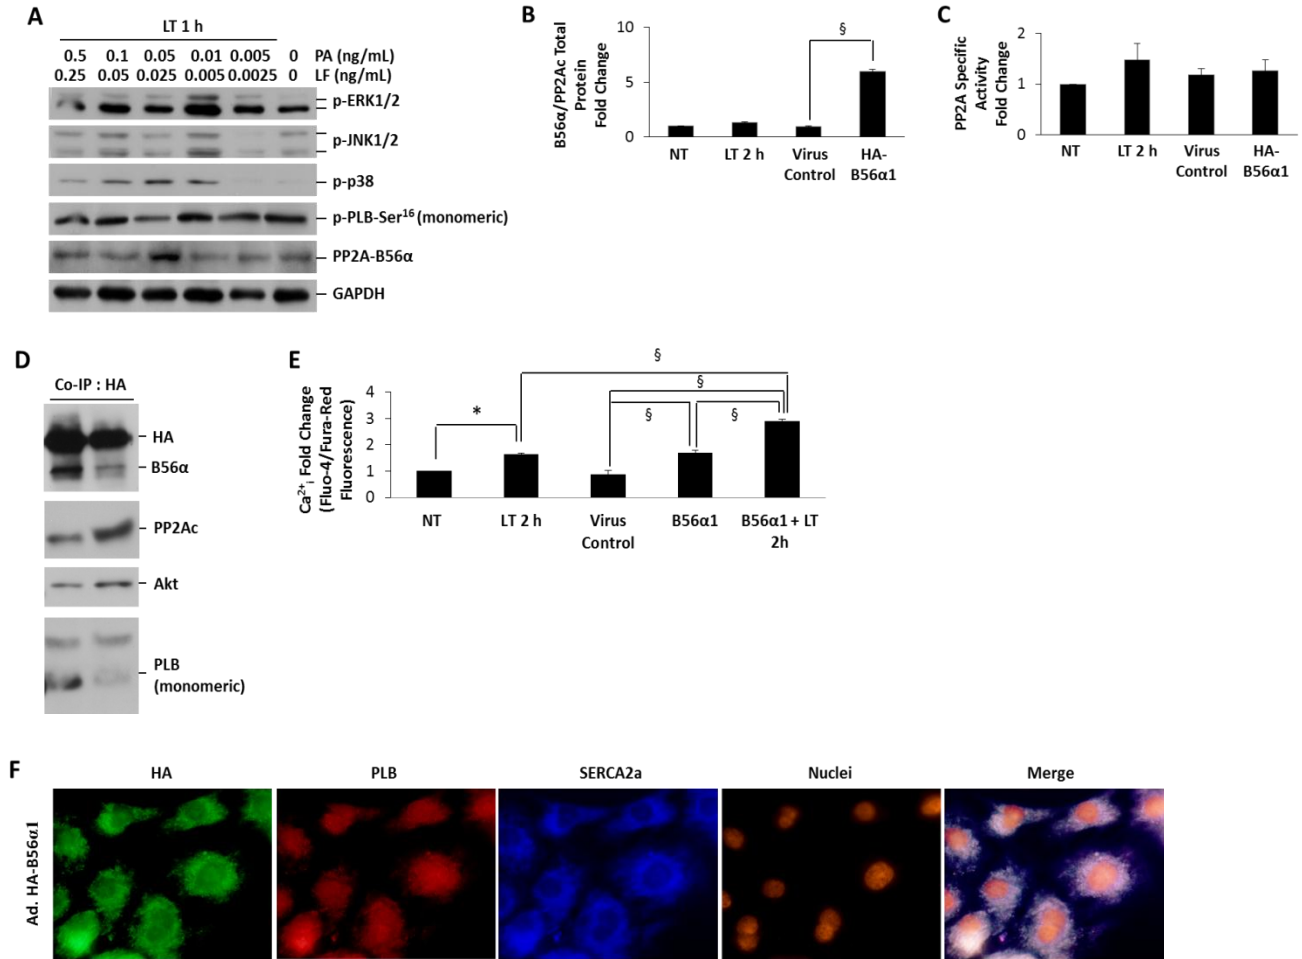 A
LT 1 h
0.5 0.1 0.05 0.01 0.005 0 PA (ng/mL)
0.25 0.05 0.025 0.005 0.0025 0 LF (ng/mL)
p-ERK1/2
p-JNK1/2
p-p38
p-PLB-Ser16 (monomeric)
PP2A-B56α
GAPDH
B
B56α/PP2Ac Total
Protein
Fold Change
10
5
0
§
NT
LT 2 h
Virus
Control
HA-
B56α1
C
PP2A Specific
Activity
Fold Change
2
1
0
NT
LT 2 h
Virus
Control
HA-
B56α1
D
Co-IP : HA
HA
B56α
PP2Ac
Akt
PLB
(monomeric)
E
Ca2+i Fold Change
(Fluo-4/Fura-Red
Fluorescence)
4
3
2
1
0
*
§
§
§
§
NT
LT 2 h
Virus
Control
B56α1
B56α1 + LT
2h
F
HA
PLB
SERCA2a
Nuclei
Merge
Ad. HA-B56α1